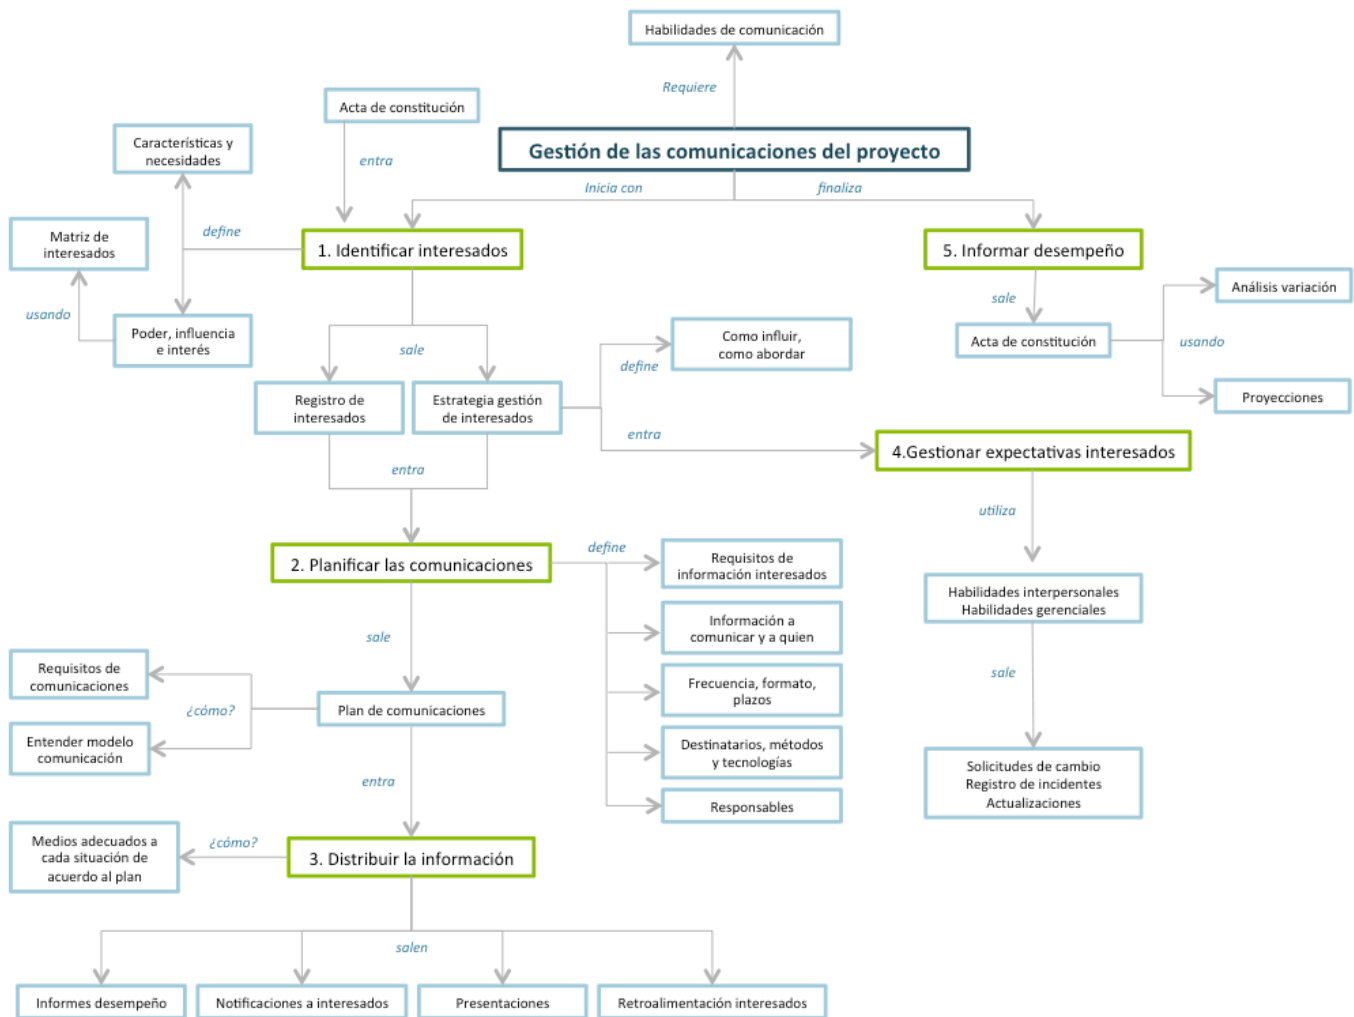 Habilidades de comunicación
Requiere
Acta de constitución
Gestión de las comunicaciones del proyecto
Características y
necesidades
entra
Inicia con
finaliza
Matriz de
interesados
define
1. Identificar interesados
5. Informar desempeño
Análisis variación
usando
sale
Poder, influencia
e interés
sale
Como influir,
como abordar
Acta de constitución
usando
define
Registro de
interesados
Estrategia gestión
de interesados
Proyecciones
entra
4.Gestionar expectativas interesados
entra
utiliza
2. Planificar las comunicaciones
define
Requisitos de
información interesados
Habilidades interpersonales
Habilidades gerenciales
Información a
comunicar y a quien
sale
sale
Requisitos de
comunicaciones
Frecuencia, formato,
plazos
¿cómo?
Plan de comunicaciones
Entender modelo
comunicación
Destinatarios, métodos
y tecnologías
Solicitudes de cambio
Registro de incidentes
Actualizaciones
entra
Responsables
Medios adecuados a
cada situación de
acuerdo al plan
¿cómo?
3. Distribuir la información
salen
Informes desempeño
Notificaciones a interesados
Presentaciones
Retroalimentación interesados